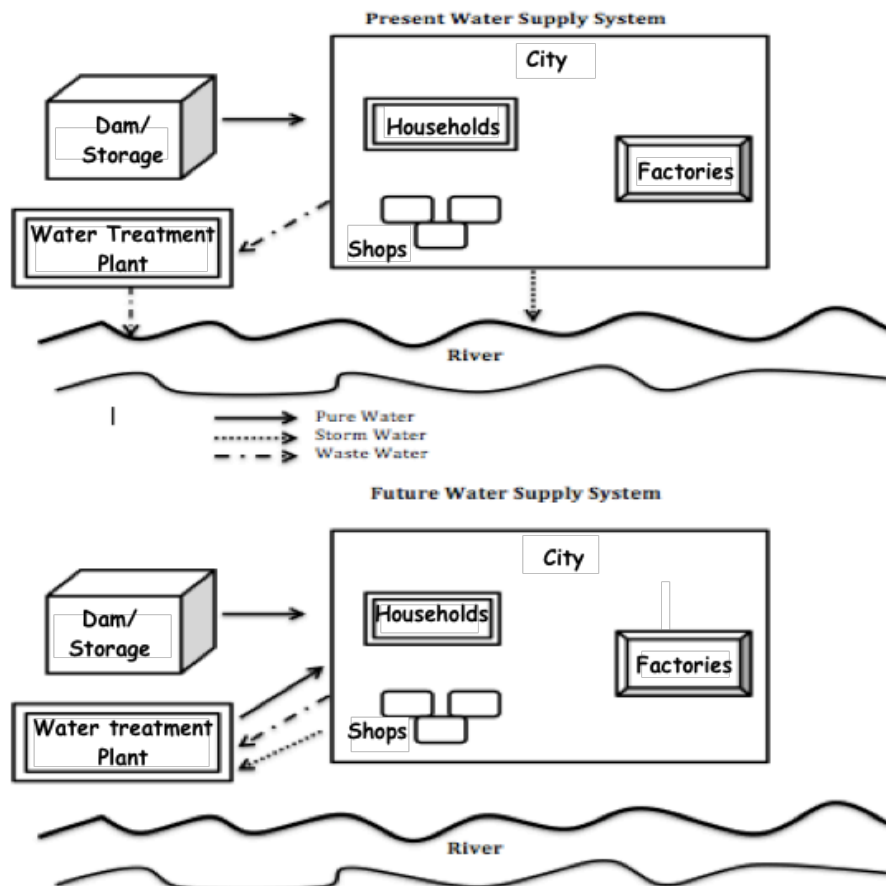 Present Water Supply System
City
Dam/
Storage
Households
Factories
Water Treatment
Plant
Shops
River
Pure Water
Storm Water
Waste Water
Future Water Supply System
City
Dam/
Storage
Households
Factories
Water treatment
Plant
Shops
River